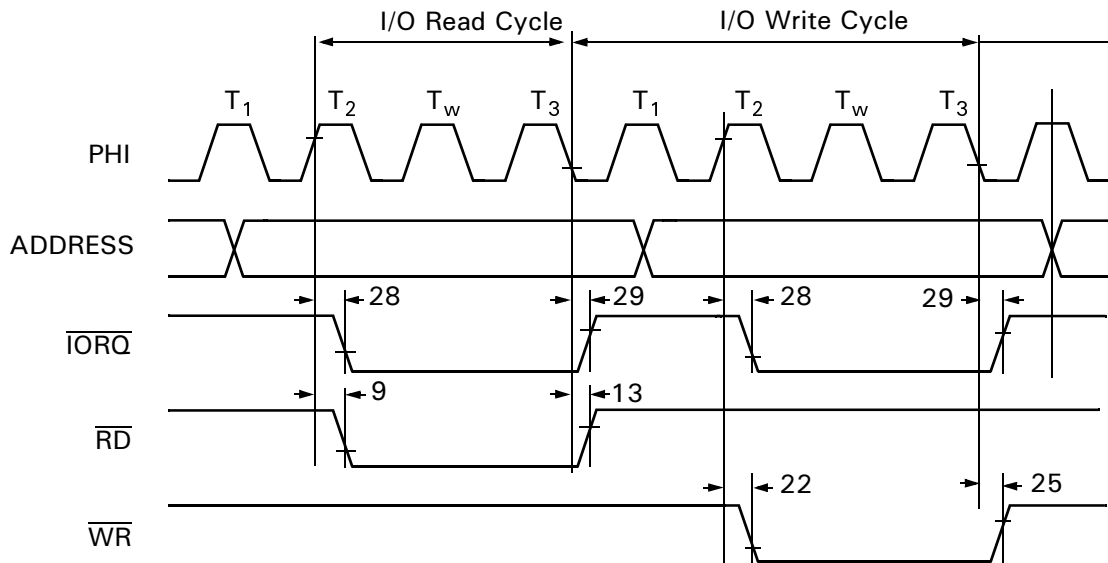 I/O Read Cycle I/O Write Cycle
T1 T2 Tw T3 T1 T2 Tw T3
PHI
ADDRESS
28 29 28 29
IORQ
9 13
RD
22 25
WR